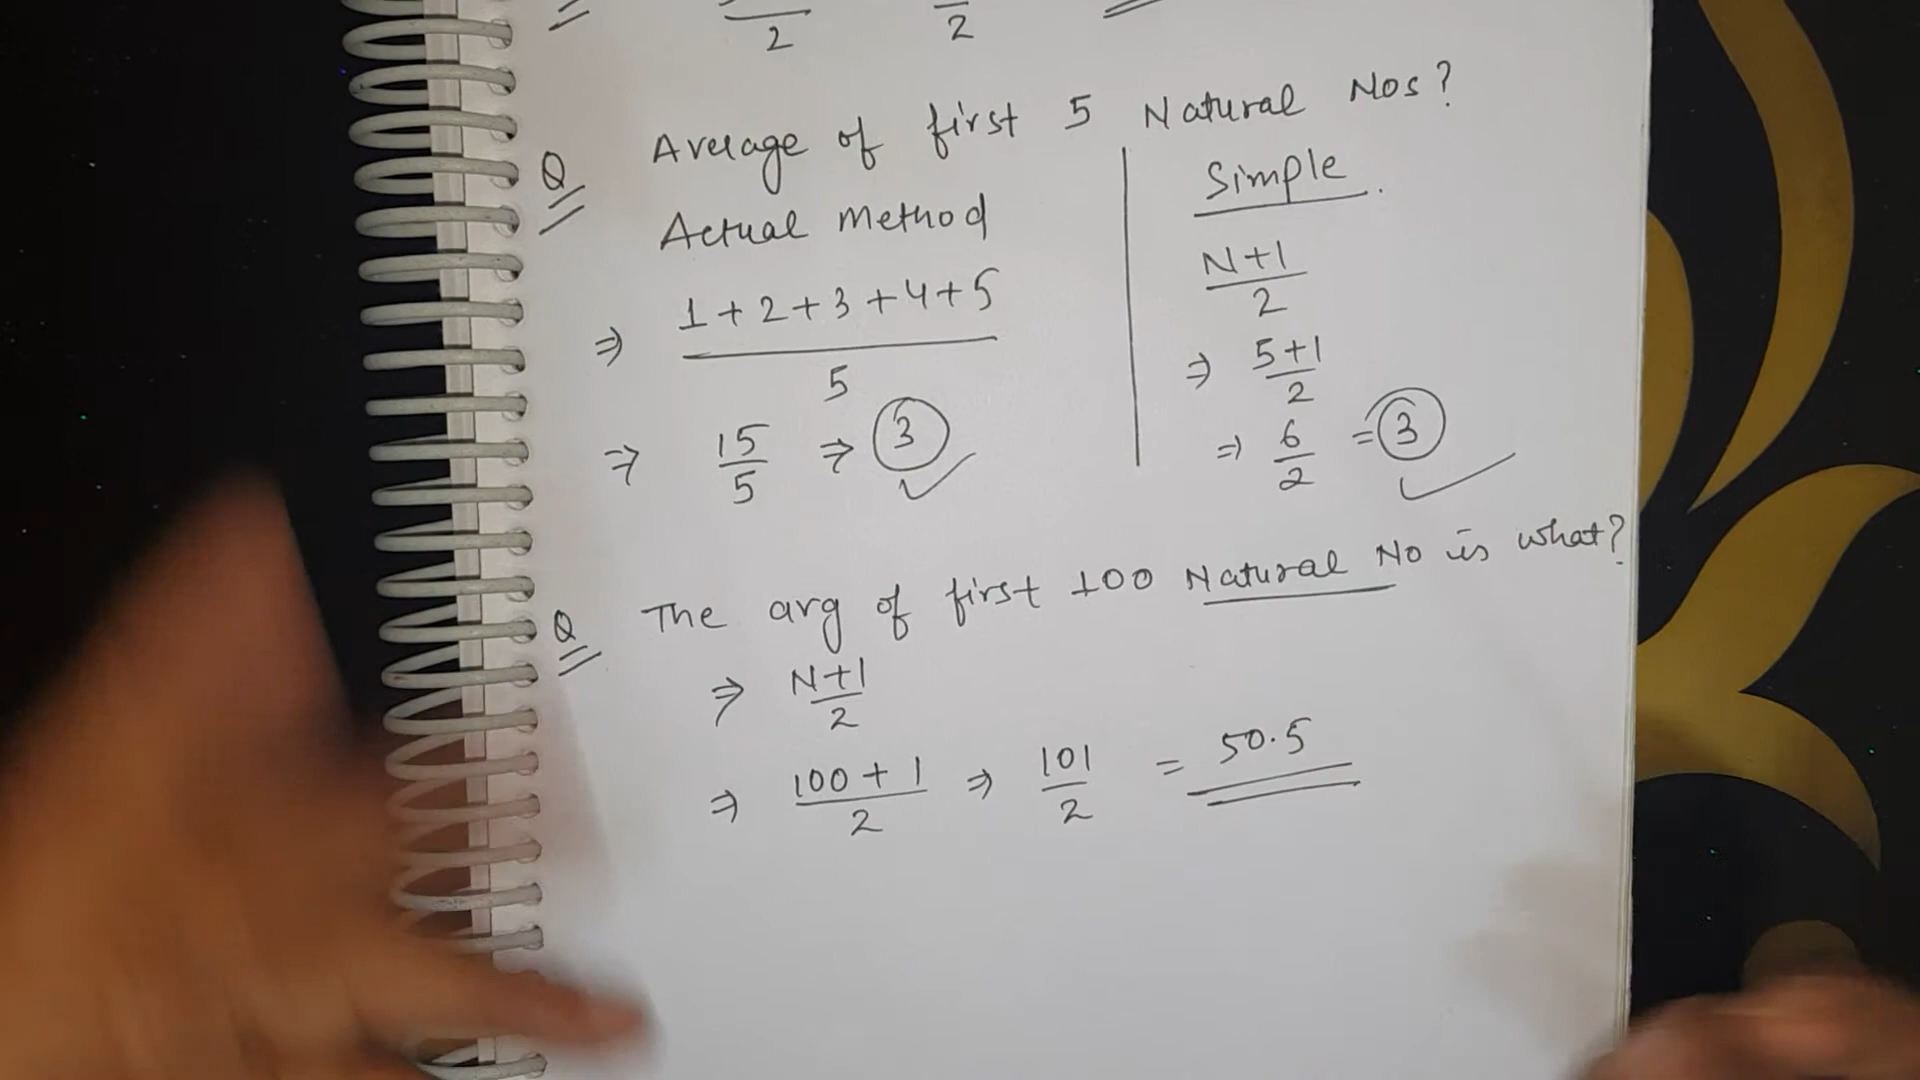 2 2
Q Average of first 5 Natural Nos?
Actual Method
⇒ 1+2+3+4+5
5
⇒ 15/5 ⇒ 3
Simple.
N+1/2
⇒ 5+1/2
⇒ 6/2 = 3
Q The avg of first 100 Natural No is what?
⇒ N+1/2
⇒ 100+1/2 ⇒ 101/2 = 50.5